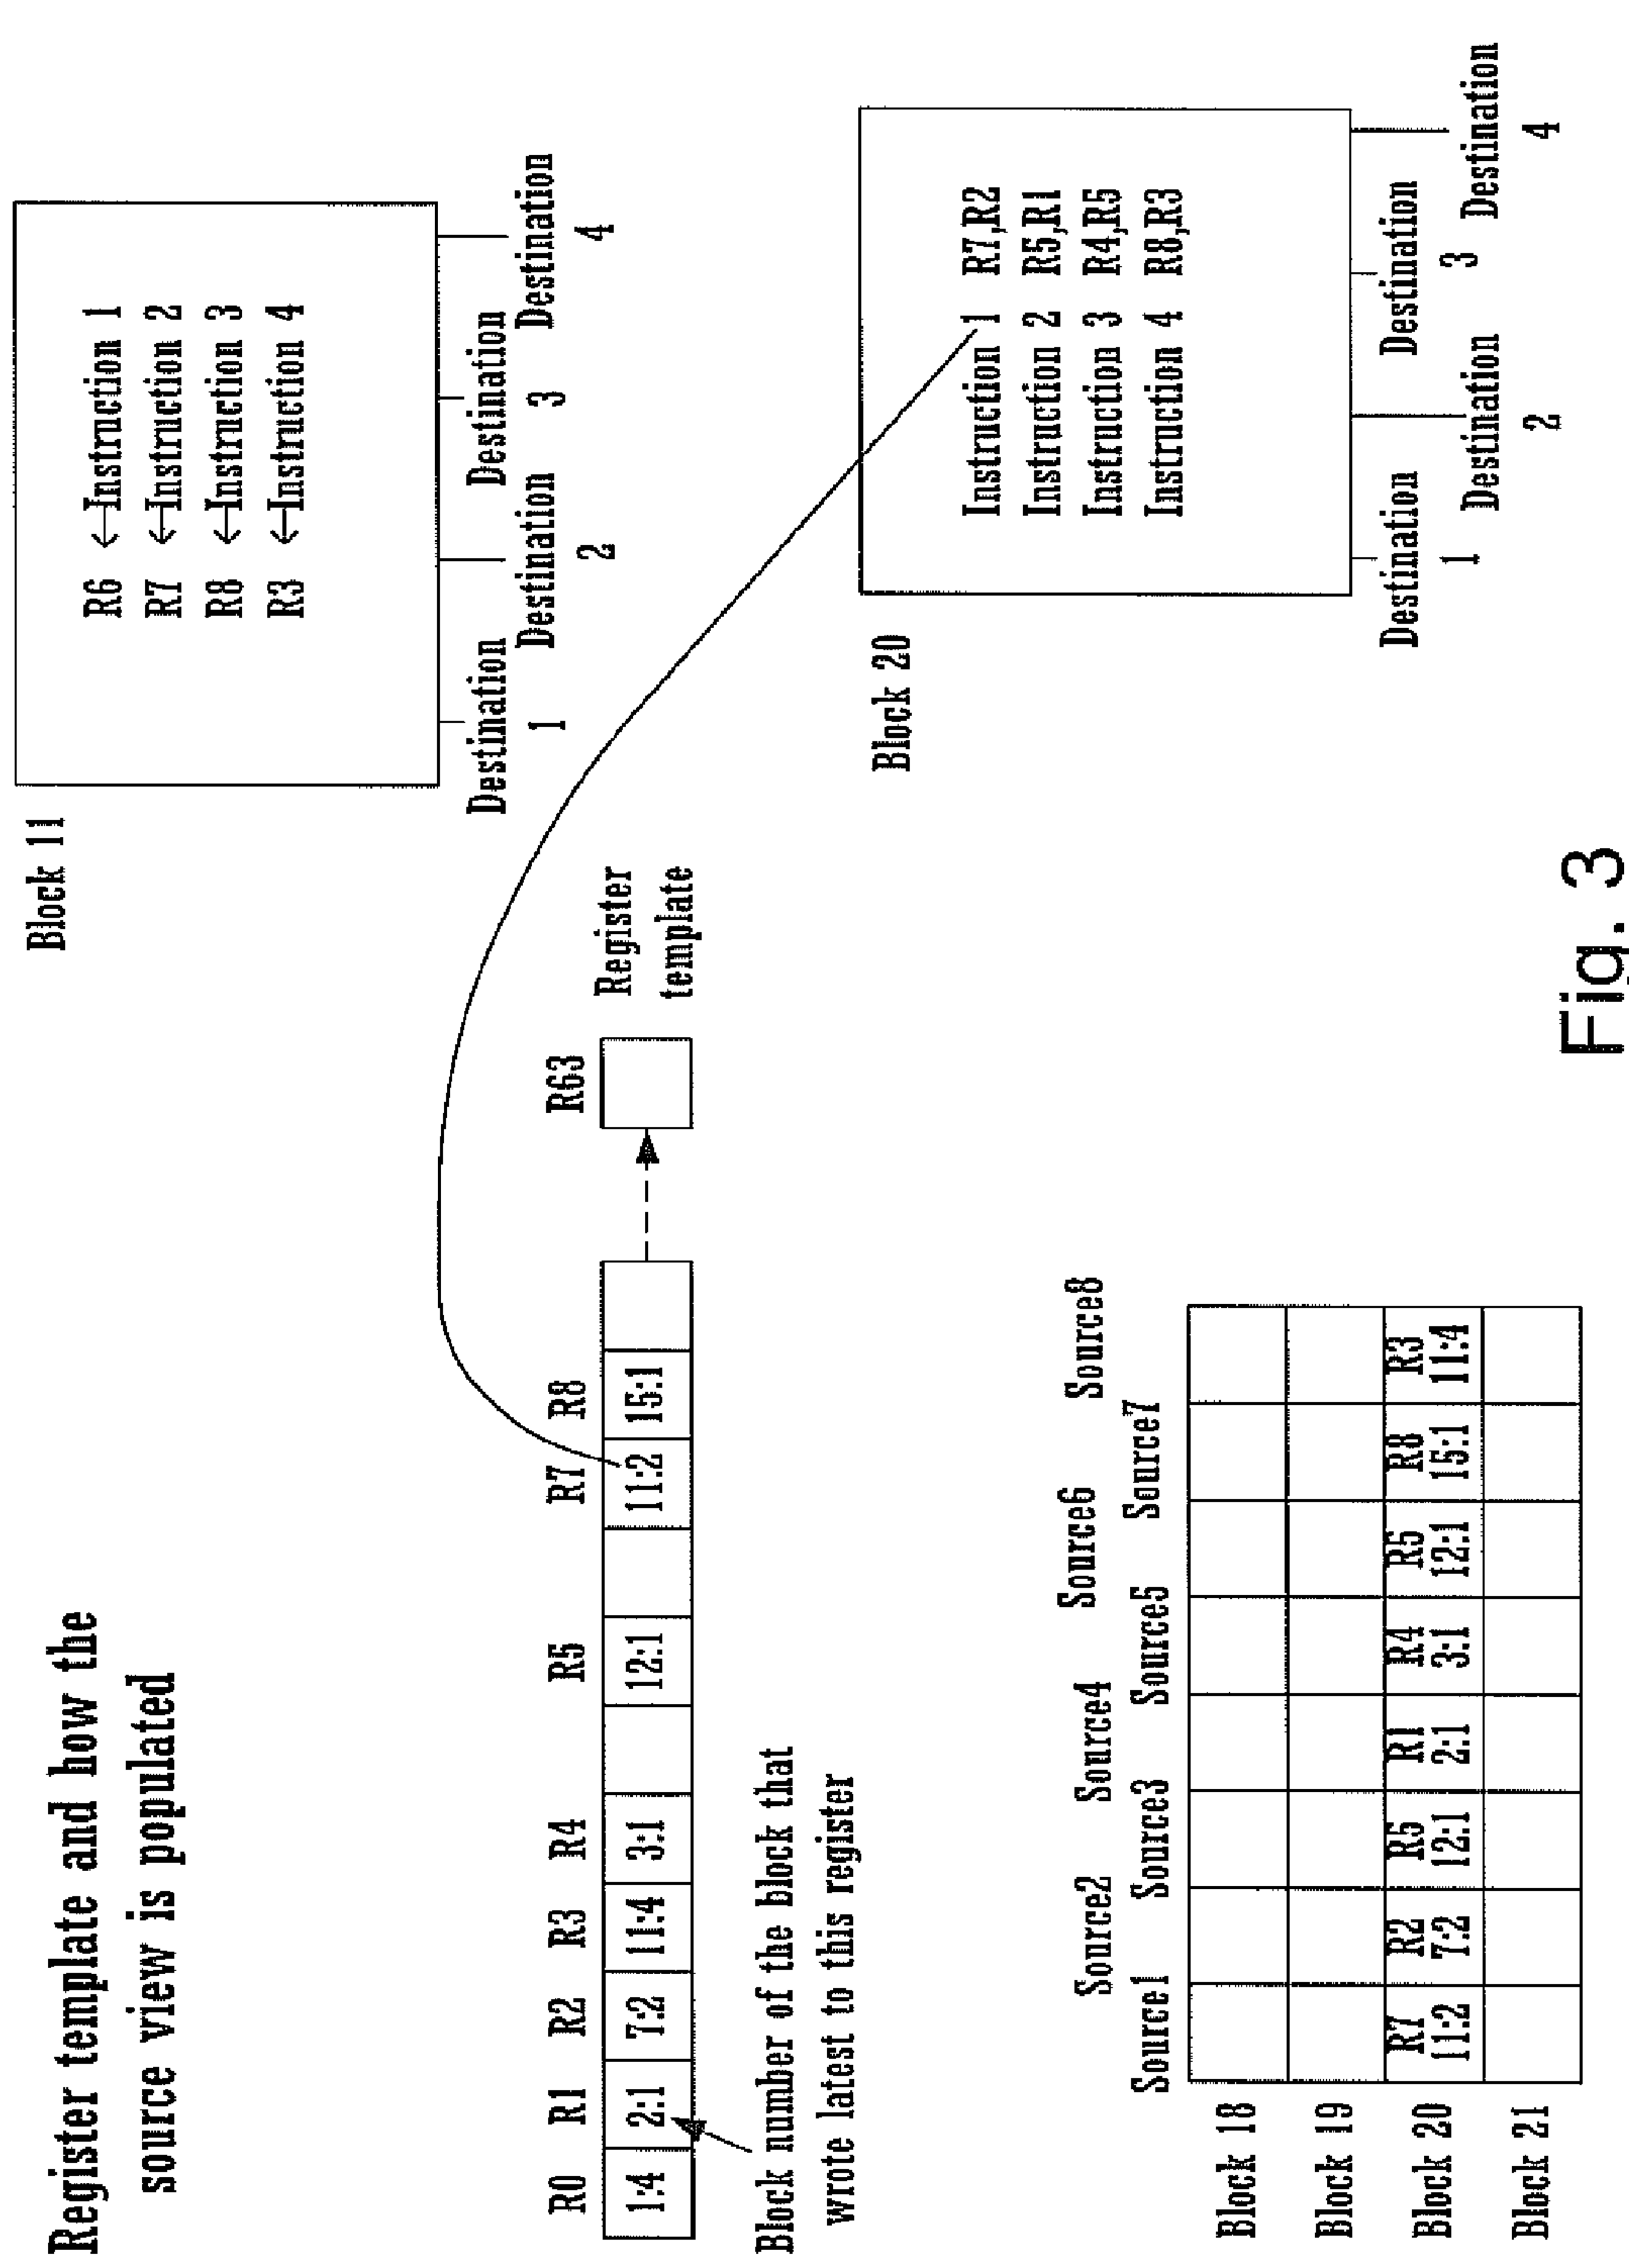 Register template and how the
source view is populated
Block 11
R6 ←Instruction 1
R7 ←Instruction 2
R8 ←Instruction 3
R3 ←Instruction 4
Destination
1
Destination
2
Destination
3
Destination
4
R0 R1 R2 R3 R4 R5 R7 R8 R63
1:4 2:1 7:2 11:4 3:1 12:1 11:2 15:1
Register
template
Block number of the block that
wrote latest to this register
Block 20
Instruction 1 R7,R2
Instruction 2 R5,R1
Instruction 3 R4,R5
Instruction 4 R8,R3
Destination
1
Destination
2
Destination
3
Destination
4
Source1 Source2 Source3 Source4 Source5 Source6 Source7 Source8
Block 18
Block 19
Block 20
R7 R2 R5 R1 R4 R5 R8 R3
11:2 7:2 12:1 2:1 3:1 12:1 15:1 11:4
Block 21
Fig. 3